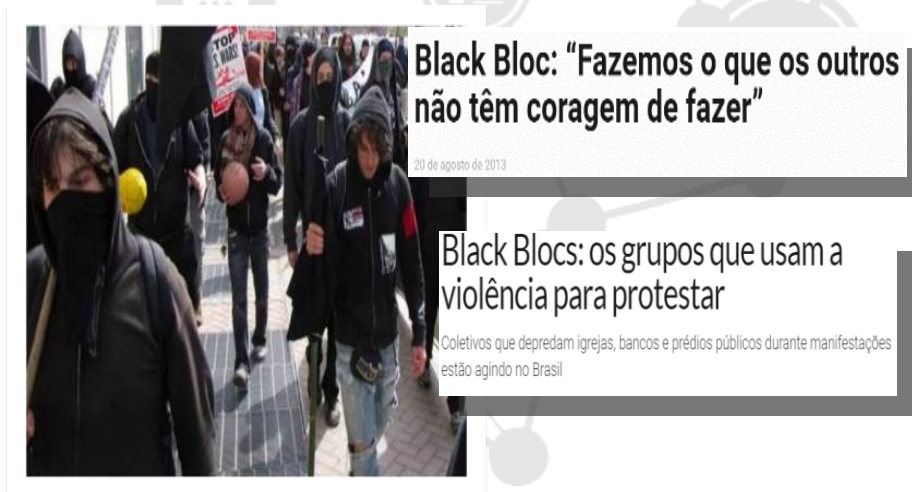 TOP
S WARS!
Black Bloc: “Fazemos o que os outros
não têm coragem de fazer”
20 de agosto de 2013
Black Blocs: os grupos que usam a
violência para protestar
Coletivos que depredam igrejas, bancos e prédios públicos durante manifestações
estão agindo no Brasil